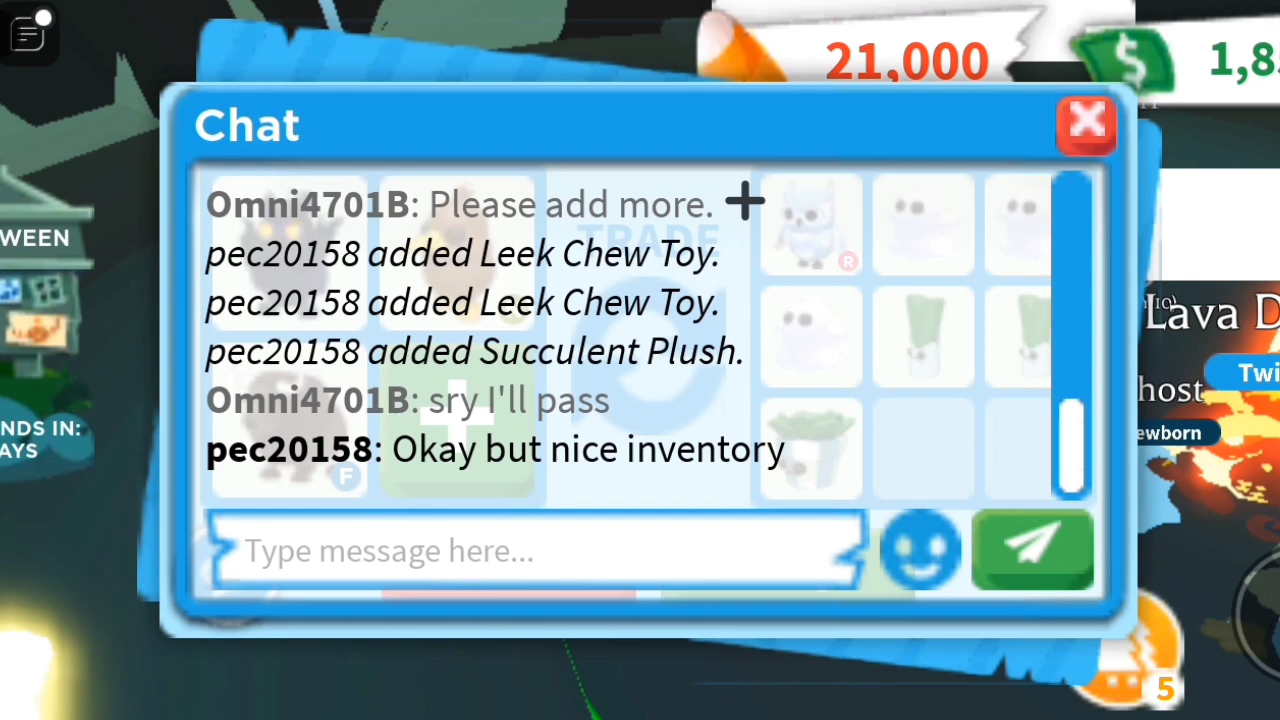 21,000
$ 1,8
Chat
Omni4701B: Please add more. +
pec20158 added Leek Chew Toy.
pec20158 added Leek Chew Toy.
pec20158 added Succulent Plush.
Omni4701B: sry I'll pass
pec20158: Okay but nice inventory
Type message here...
TRADE
R
F
WEEN
NDS IN:
AYS
Lava D
Twi
host
ewborn
5